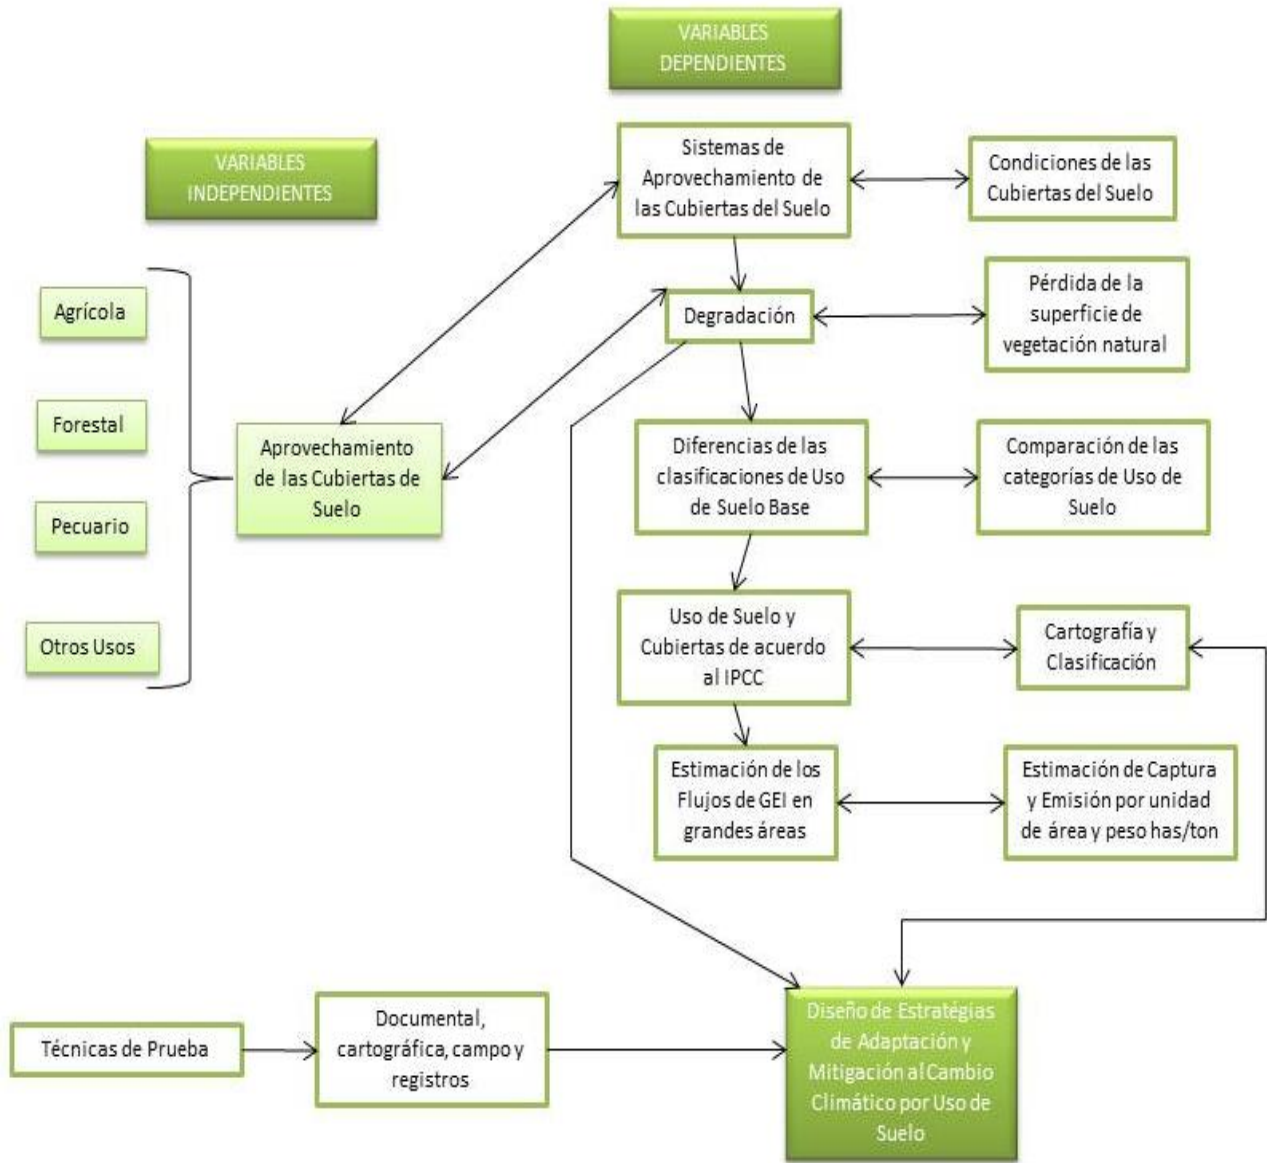 VARIABLES
DEPENDIENTES
VARIABLES
INDEPENDIENTES
Sistemas de
Aprovechamiento de
las Cubiertas del Suelo
Condiciones de las
Cubiertas del Suelo
Agrícola
Forestal
Pecuario
Otros Usos
Aprovechamiento
de las Cubiertas de
Suelo
Degradación
Pérdida de la
superficie de
vegetación natural
Diferencias de las
clasificaciones de Uso
de Suelo Base
Comparación de las
categorías de Uso de
Suelo
Uso de Suelo y
Cubiertas de acuerdo
al IPCC
Cartografía y
Clasificación
Estimación de los
Flujos de GEI en
grandes áreas
Estimación de Captura
y Emisión por unidad
de área y peso has/ton
Técnicas de Prueba
Documental,
cartográfica, campo y
registros
Diseño de Estratégias
de Adaptación y
Mitigación al Cambio
Climático por Uso de
Suelo